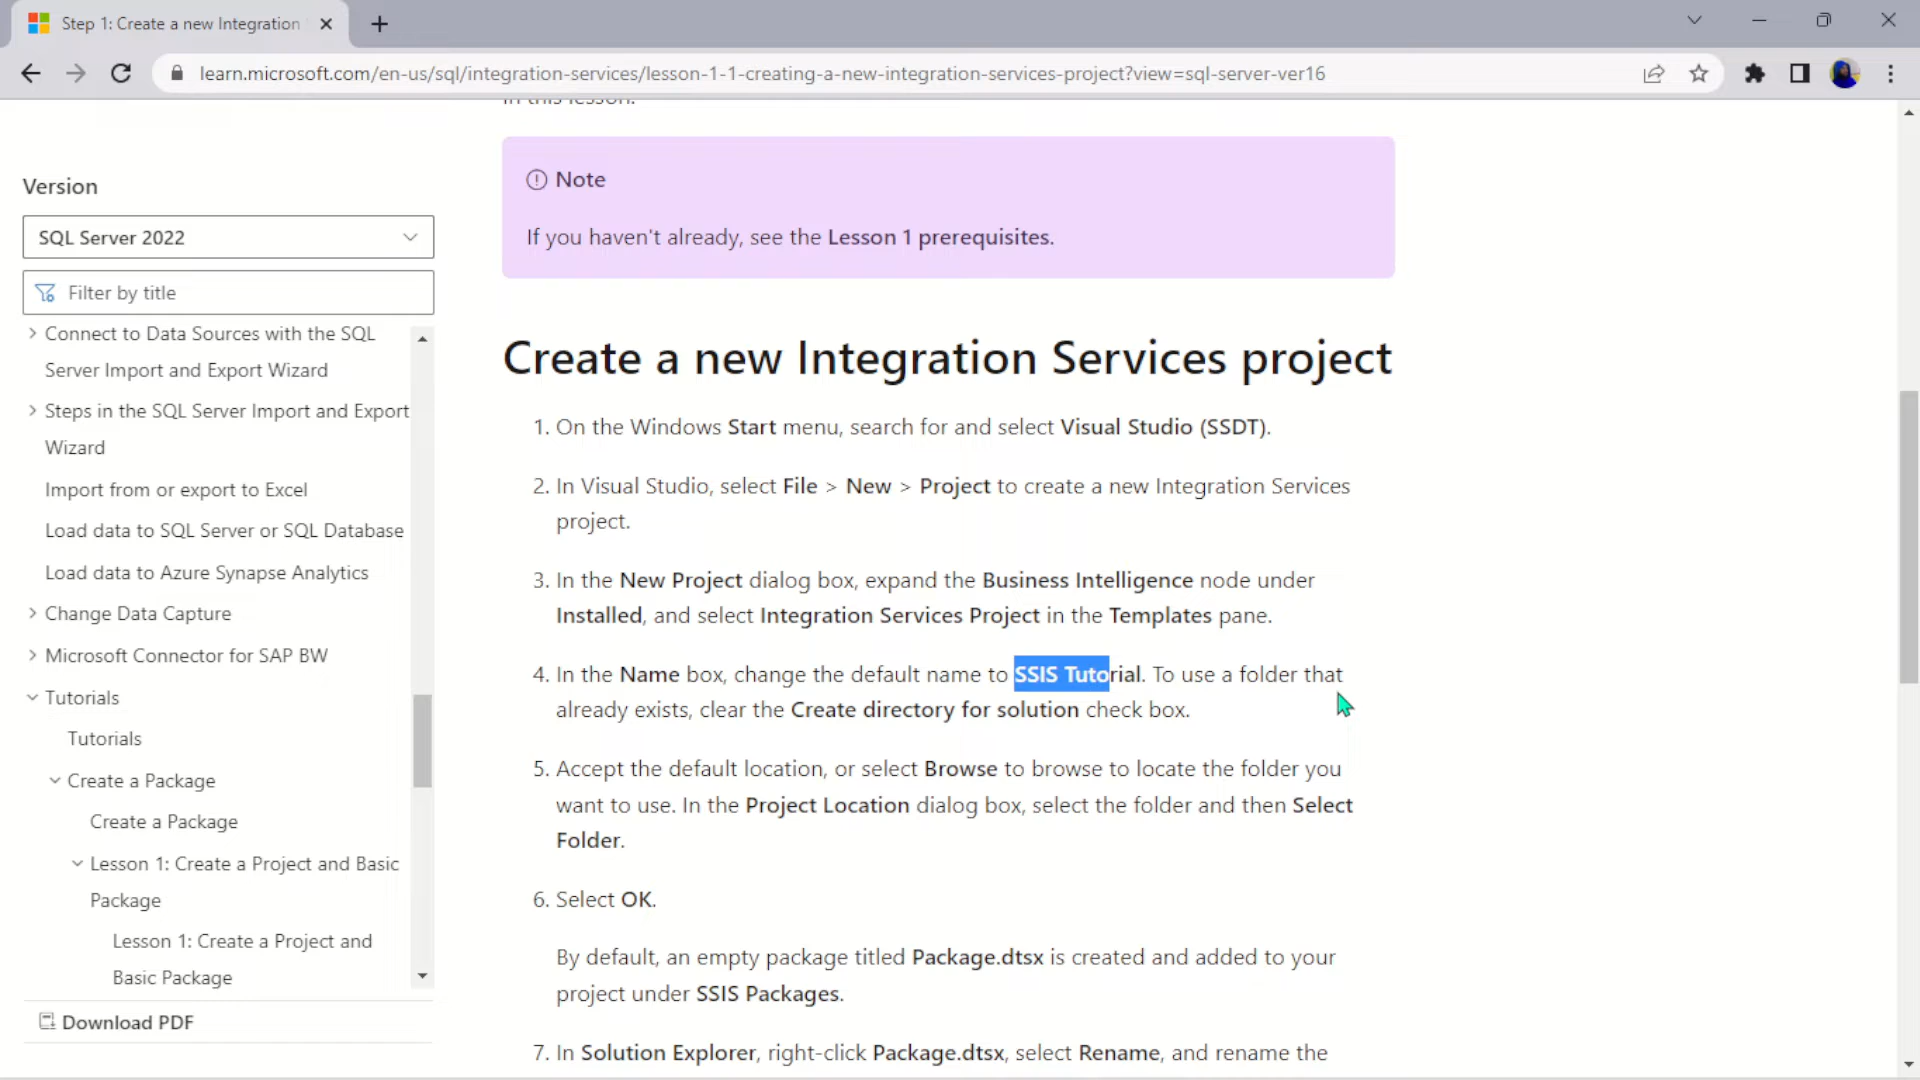 Step 1: Create a new Integration
learn.microsoft.com/en-us/sql/integration-services/lesson-1-1-creating-a-new-integration-services-project?view=sql-server-ver16
in this lesson.
Version
SQL Server 2022
Filter by title
Connect to Data Sources with the SQL
Server Import and Export Wizard
Steps in the SQL Server Import and Export
Wizard
Import from or export to Excel
Load data to SQL Server or SQL Database
Load data to Azure Synapse Analytics
Change Data Capture
Microsoft Connector for SAP BW
Tutorials
Tutorials
Create a Package
Create a Package
Lesson 1: Create a Project and Basic
Package
Lesson 1: Create a Project and
Basic Package
Download PDF
Note
If you haven't already, see the Lesson 1 prerequisites.
Create a new Integration Services project
1. On the Windows Start menu, search for and select Visual Studio (SSDT).
2. In Visual Studio, select File > New > Project to create a new Integration Services
project.
3. In the New Project dialog box, expand the Business Intelligence node under
Installed, and select Integration Services Project in the Templates pane.
4. In the Name box, change the default name to SSIS Tutorial. To use a folder that
already exists, clear the Create directory for solution check box.
5. Accept the default location, or select Browse to browse to locate the folder you
want to use. In the Project Location dialog box, select the folder and then Select
Folder.
6. Select OK.
By default, an empty package titled Package.dtsx is created and added to your
project under SSIS Packages.
7. In Solution Explorer, right-click Package.dtsx, select Rename, and rename the